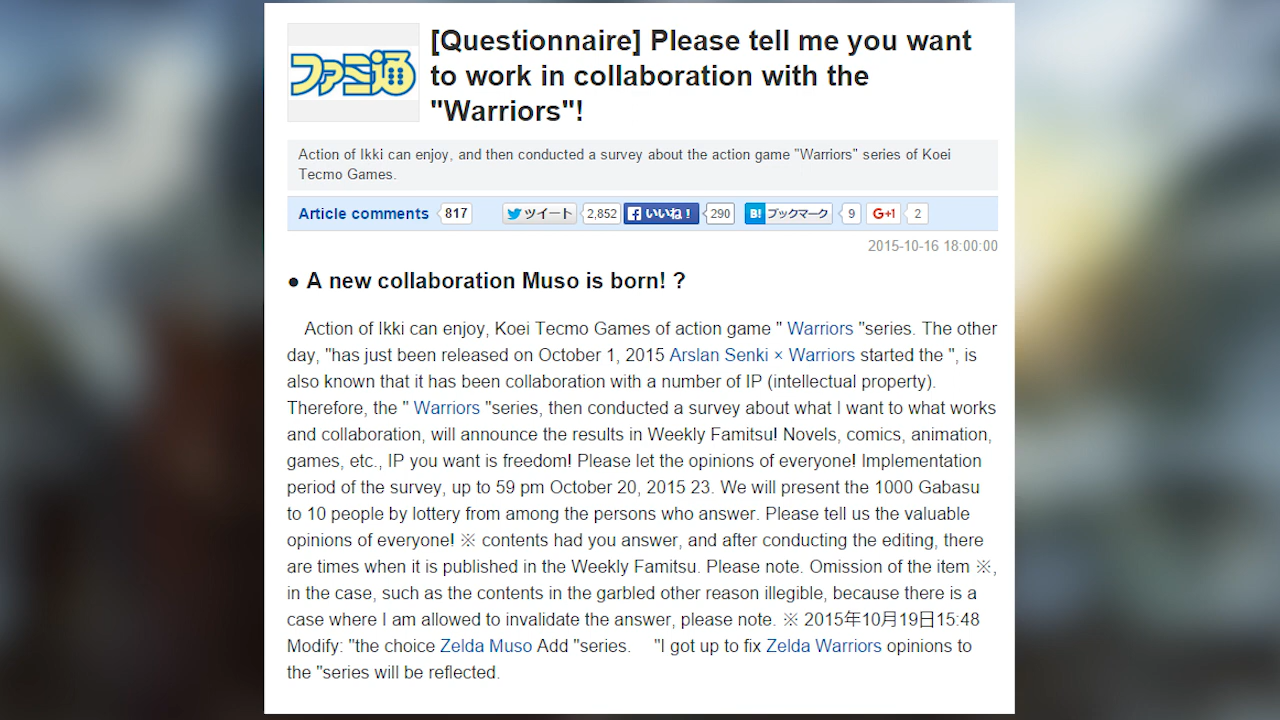 ファミ通
[Questionnaire] Please tell me you want
to work in collaboration with the
"Warriors"!
Action of Ikki can enjoy, and then conducted a survey about the action game "Warriors" series of Koei
Tecmo Games.
Article comments 817 ツイート 2,852 いいね！ 290 B! ブックマーク 9 G+1 2
2015-10-16 18:00:00
● A new collaboration Muso is born! ?
Action of Ikki can enjoy, Koei Tecmo Games of action game " Warriors "series. The other
day, "has just been released on October 1, 2015 Arslan Senki × Warriors started the ", is
also known that it has been collaboration with a number of IP (intellectual property).
Therefore, the " Warriors "series, then conducted a survey about what I want to what works
and collaboration, will announce the results in Weekly Famitsu! Novels, comics, animation,
games, etc., IP you want is freedom! Please let the opinions of everyone! Implementation
period of the survey, up to 59 pm October 20, 2015 23. We will present the 1000 Gabasu
to 10 people by lottery from among the persons who answer. Please tell us the valuable
opinions of everyone! ※ contents had you answer, and after conducting the editing, there
are times when it is published in the Weekly Famitsu. Please note. Omission of the item ※,
in the case, such as the contents in the garbled other reason illegible, because there is a
case where I am allowed to invalidate the answer, please note. ※ 2015年10月19日15:48
Modify: "the choice Zelda Muso Add "series. "I got up to fix Zelda Warriors opinions to
the "series will be reflected.